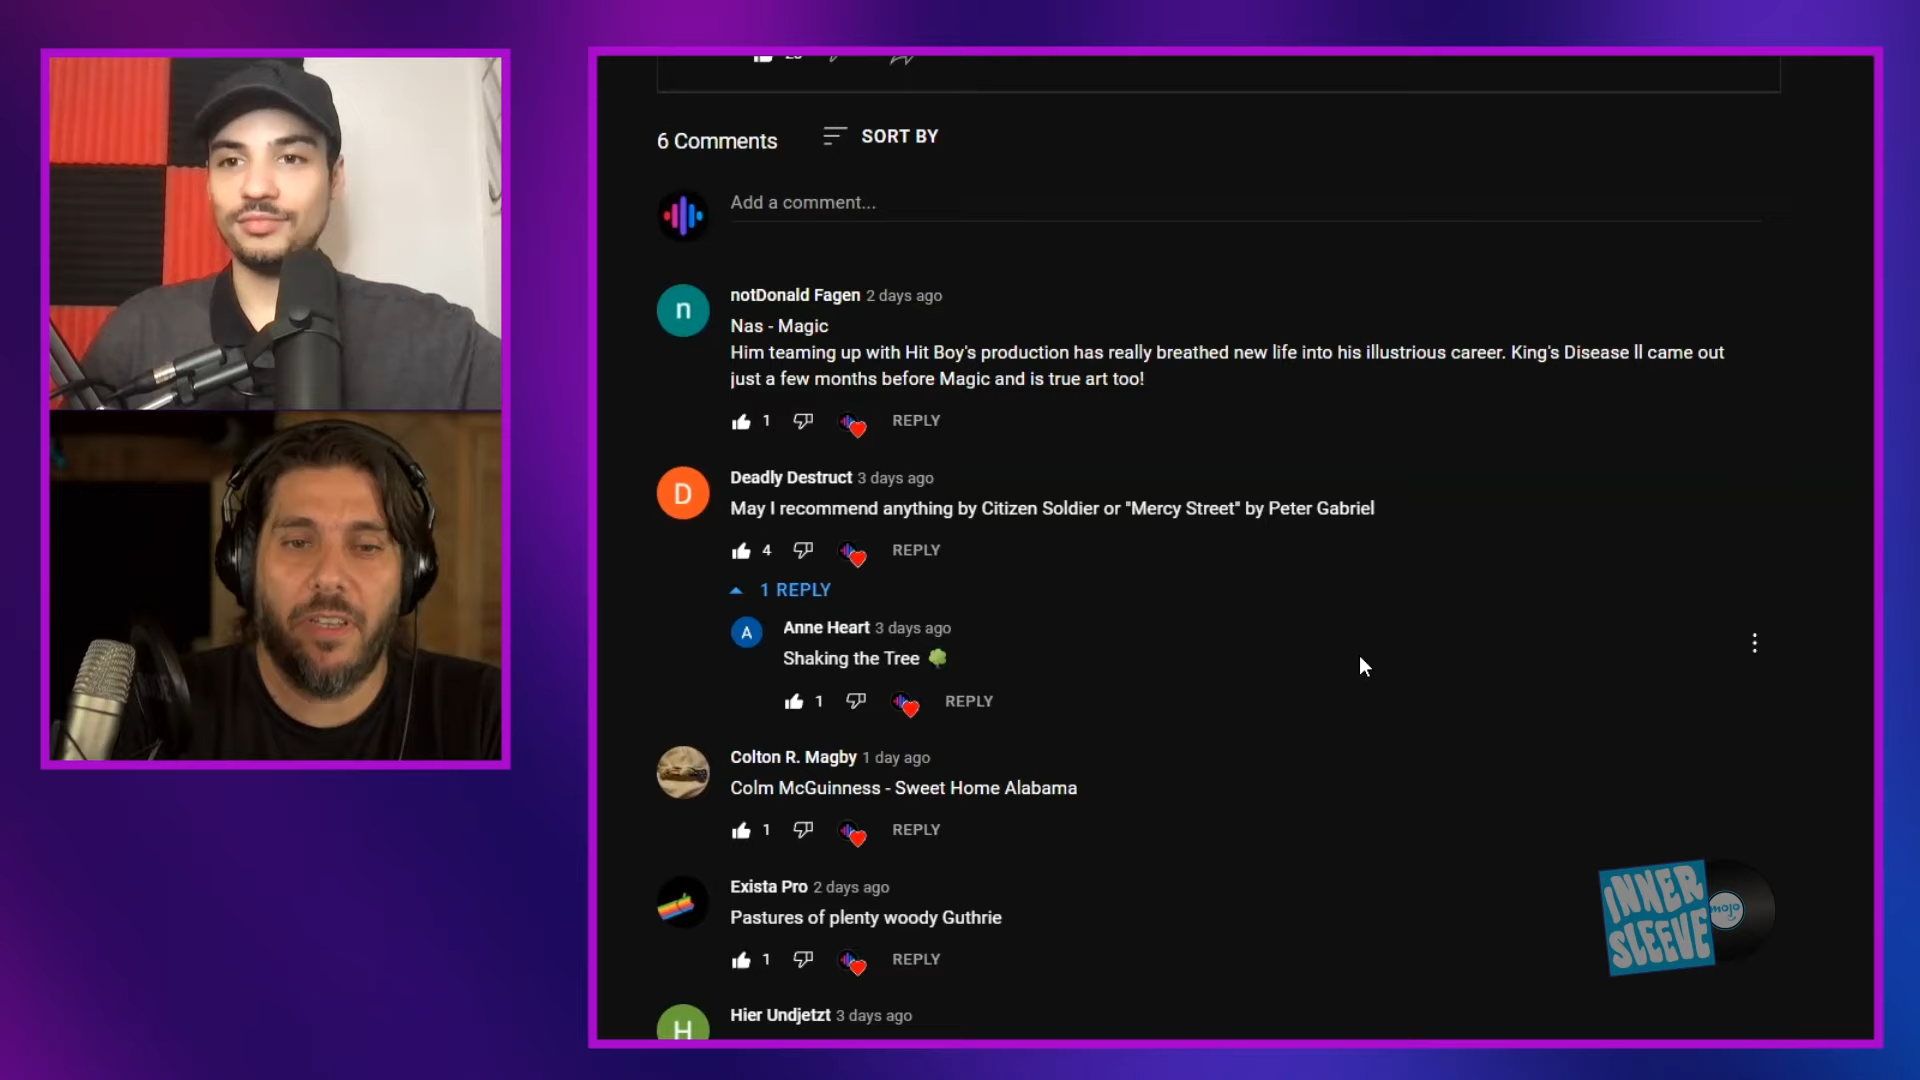 6 Comments
SORT BY
Add a comment...
n
notDonald Fagen 2 days ago
Nas - Magic
Him teaming up with Hit Boy's production has really breathed new life into his illustrious career. King's Disease ll came out
just a few months before Magic and is true art too!
1
REPLY
D
Deadly Destruct 3 days ago
May I recommend anything by Citizen Soldier or "Mercy Street" by Peter Gabriel
4
REPLY
1 REPLY
A
Anne Heart 3 days ago
Shaking the Tree 🌳
1
REPLY
Colton R. Magby 1 day ago
Colm McGuinness - Sweet Home Alabama
1
REPLY
Exista Pro 2 days ago
Pastures of plenty woody Guthrie
1
REPLY
H
Hier Undjetzt 3 days ago
INNER
SLEEVE
mojo